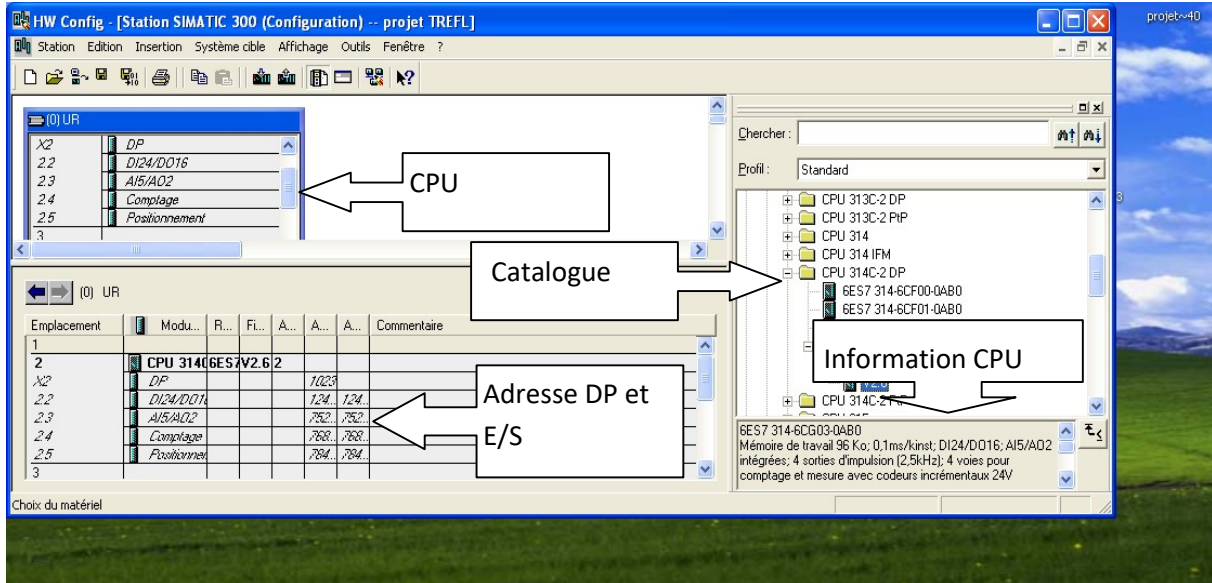 HW Config - [Station SIMATIC 300 (Configuration) -- projet TREFL]
projet~40
Station Edition Insertion Système cible Affichage Outils Fenêtre ?
(0) UR
X2 DP
2.2 DI24/DO16
2.3 AI5/AO2
2.4 Comptage
2.5 Positionnement
3
CPU
Chercher :
Profil : Standard
CPU 313C-2 DP
CPU 313C-2 PtP
CPU 314
CPU 314 IFM
CPU 314C-2 DP
6ES7 314-6CF00-0AB0
6ES7 314-6CF01-0AB0
V2.6
CPU 314C-2 PtP
Catalogue
Information CPU
6ES7 314-6CG03-0AB0
Mémoire de travail 96 Ko; 0,1ms/kinst; DI24/DO16; AI5/AO2
intégrées; 4 sorties d'impulsion (2,5kHz); 4 voies pour
comptage et mesure avec codeurs incrémentaux 24V
(0) UR
Emplacement Modu... R... Fi... A... A... A... Commentaire
1
2 CPU 314C 6ES7 V2.6 2
X2 DP 1023
2.2 DI24/DO16 124... 124...
2.3 AI5/AO2 752... 752...
2.4 Comptage 768... 768...
2.5 Positionner 784... 784...
3
Adresse DP et
E/S
Choix du matériel